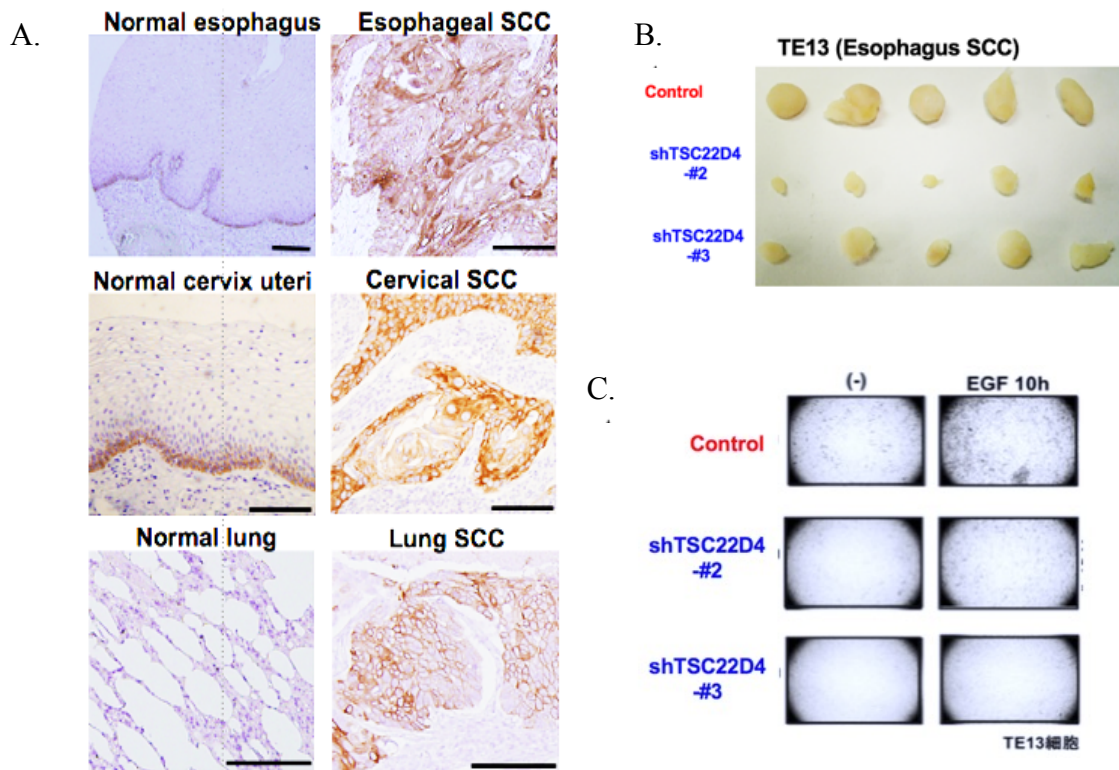 A.
Normal esophagus
Esophageal SCC
Normal cervix uteri
Cervical SCC
Normal lung
Lung SCC
B.
TE13 (Esophagus SCC)
Control
shTSC22D4
-#2
shTSC22D4
-#3
C.
(-)
EGF 10h
Control
shTSC22D4
-#2
shTSC22D4
-#3
TE13細胞